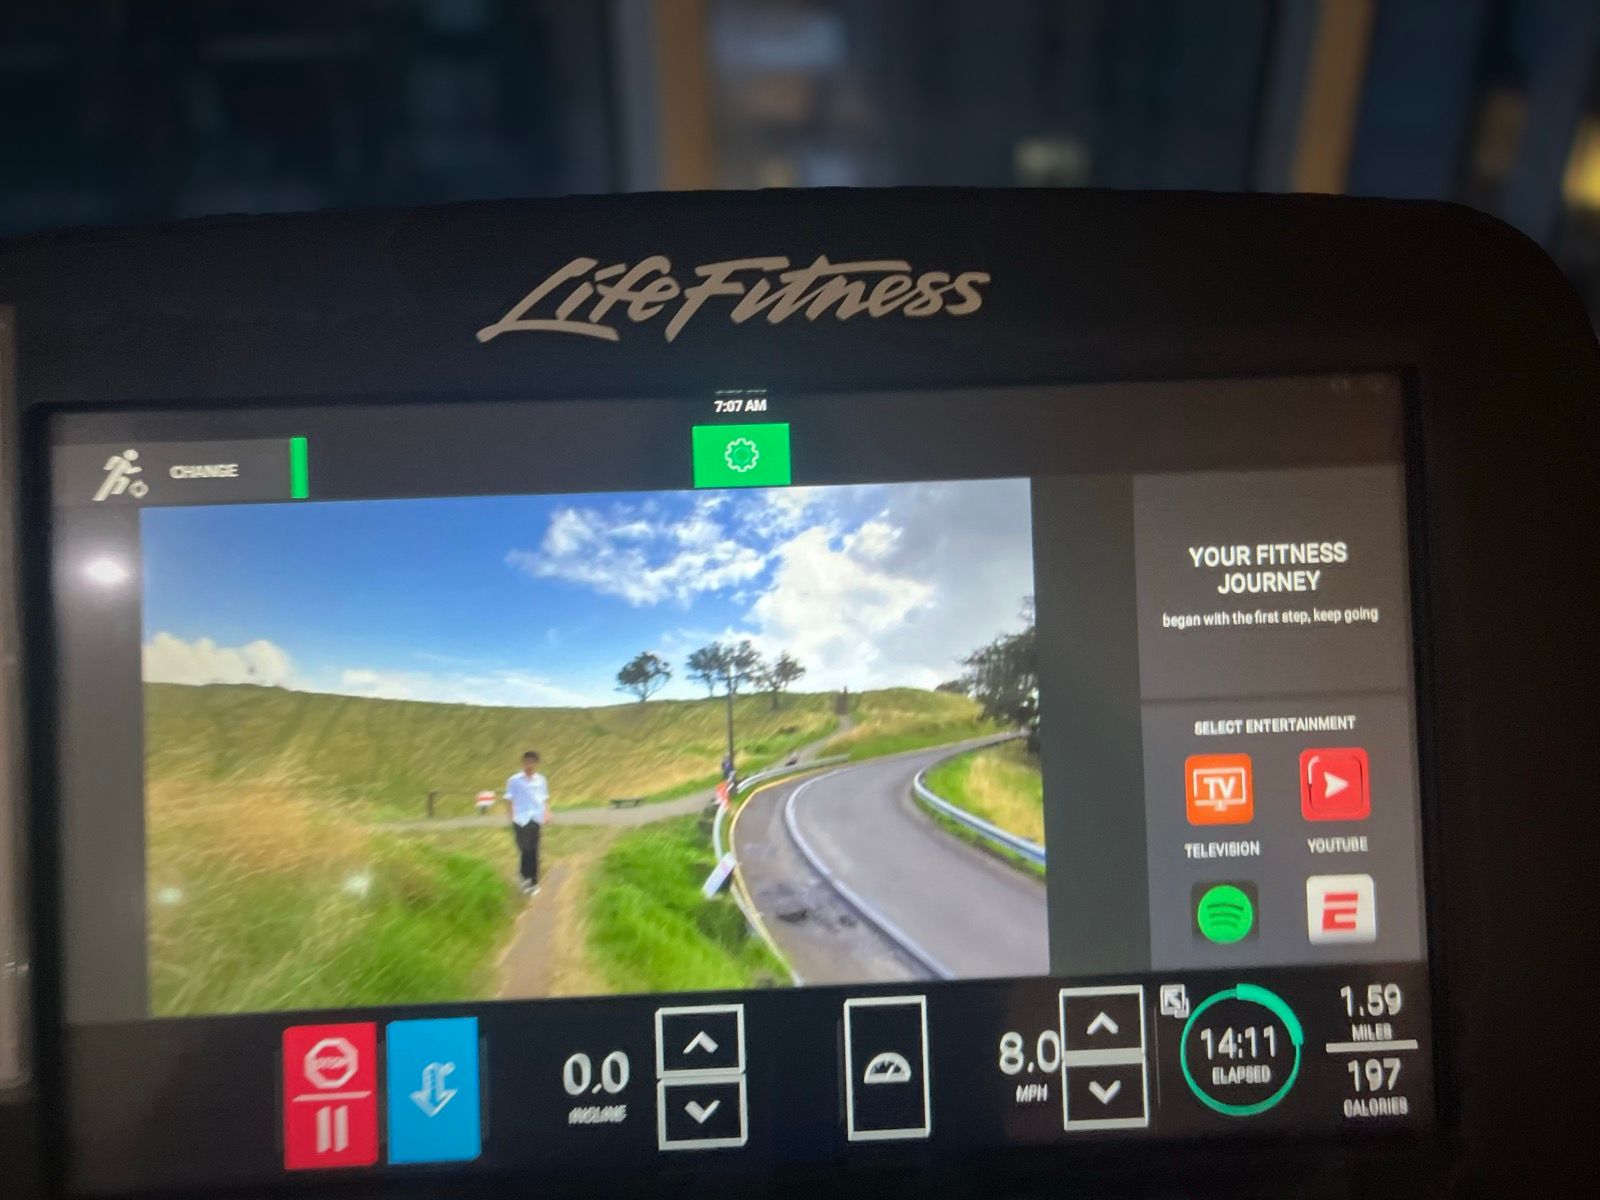 LifeFitness
7:07 AM
CHANGE
YOUR FITNESS
JOURNEY
began with the first step, keep going
SELECT ENTERTAINMENT
TV
TELEVISION
YOUTUBE
E
STOP
0.0
INCLINE
8.0
MPH
14:11
ELAPSED
1.59
MILES
197
CALORIES